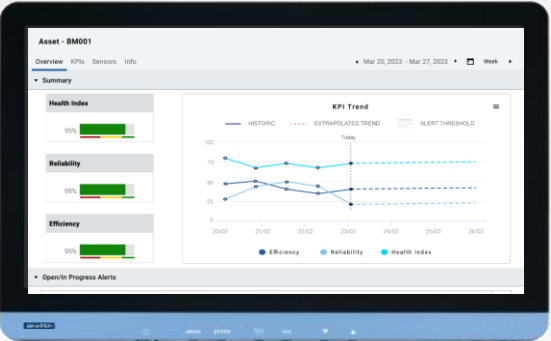 Asset - BM001
Overview KPIs Sensors Info
Mar 20, 2023 - Mar 27, 2023
Week
Summary
Health Index
95%
Reliability
95%
Efficiency
95%
KPI Trend
HISTORIC EXTRAPOLATED TREND ALERT THRESHOLD
Today
100
75
50
25
0
20/02 21/02 22/02 23/02 24/02 25/02 26/02
Efficiency Reliability Health Index
Open/In Progress Alerts